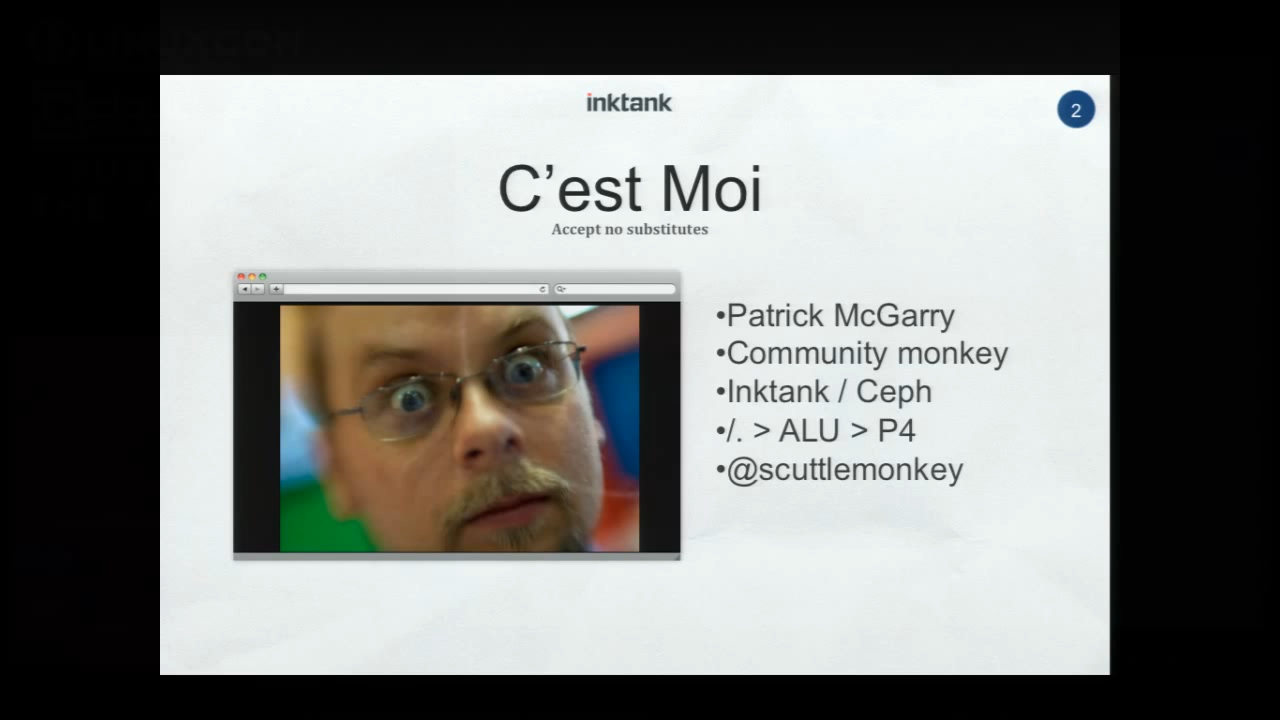 inktank
2
C'est Moi
Accept no substitutes
•Patrick McGarry
•Community monkey
•Inktank / Ceph
•/. > ALU > P4
•@scuttlemonkey